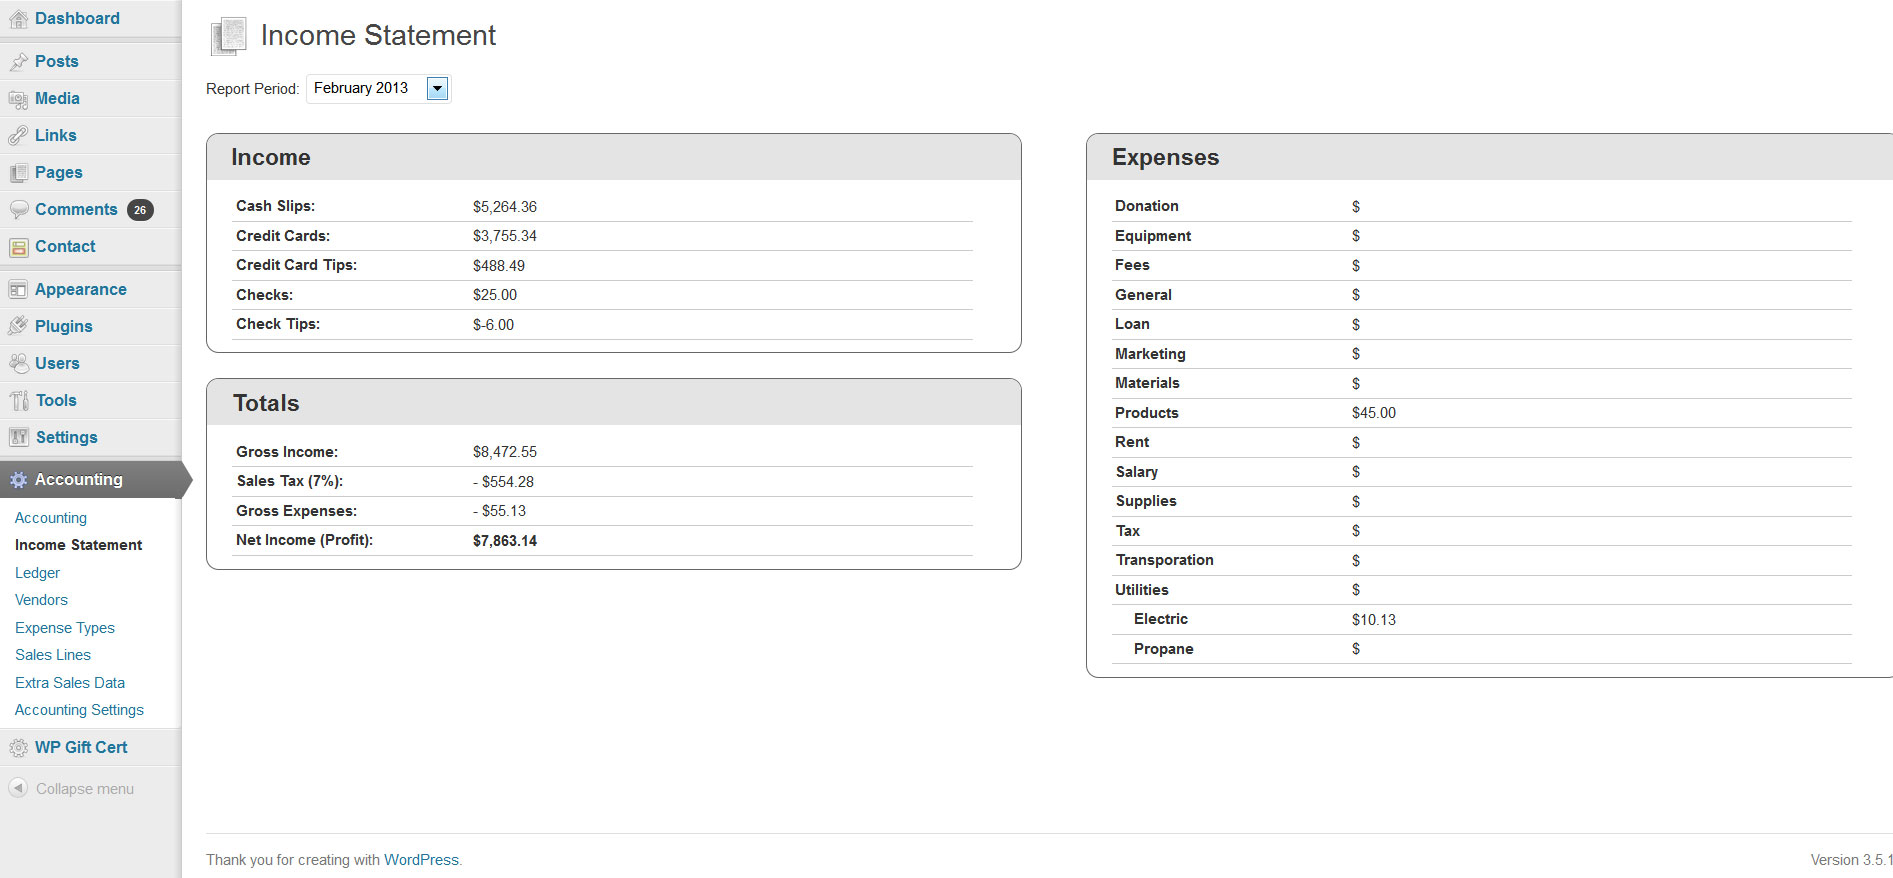 Dashboard
Posts
Media
Links
Pages
Comments 26
Contact
Appearance
Plugins
Users
Tools
Settings
Accounting
Accounting
Income Statement
Ledger
Vendors
Expense Types
Sales Lines
Extra Sales Data
Accounting Settings
WP Gift Cert
Collapse menu
Income Statement
Report Period: February 2013
Income
Cash Slips: $5,264.36
Credit Cards: $3,755.34
Credit Card Tips: $488.49
Checks: $25.00
Check Tips: $-6.00
Totals
Gross Income: $8,472.55
Sales Tax (7%): - $554.28
Gross Expenses: - $55.13
Net Income (Profit): $7,863.14
Expenses
Donation $
Equipment $
Fees $
General $
Loan $
Marketing $
Materials $
Products $45.00
Rent $
Salary $
Supplies $
Tax $
Transporation $
Utilities $
Electric $10.13
Propane $
Thank you for creating with WordPress.
Version 3.5.1